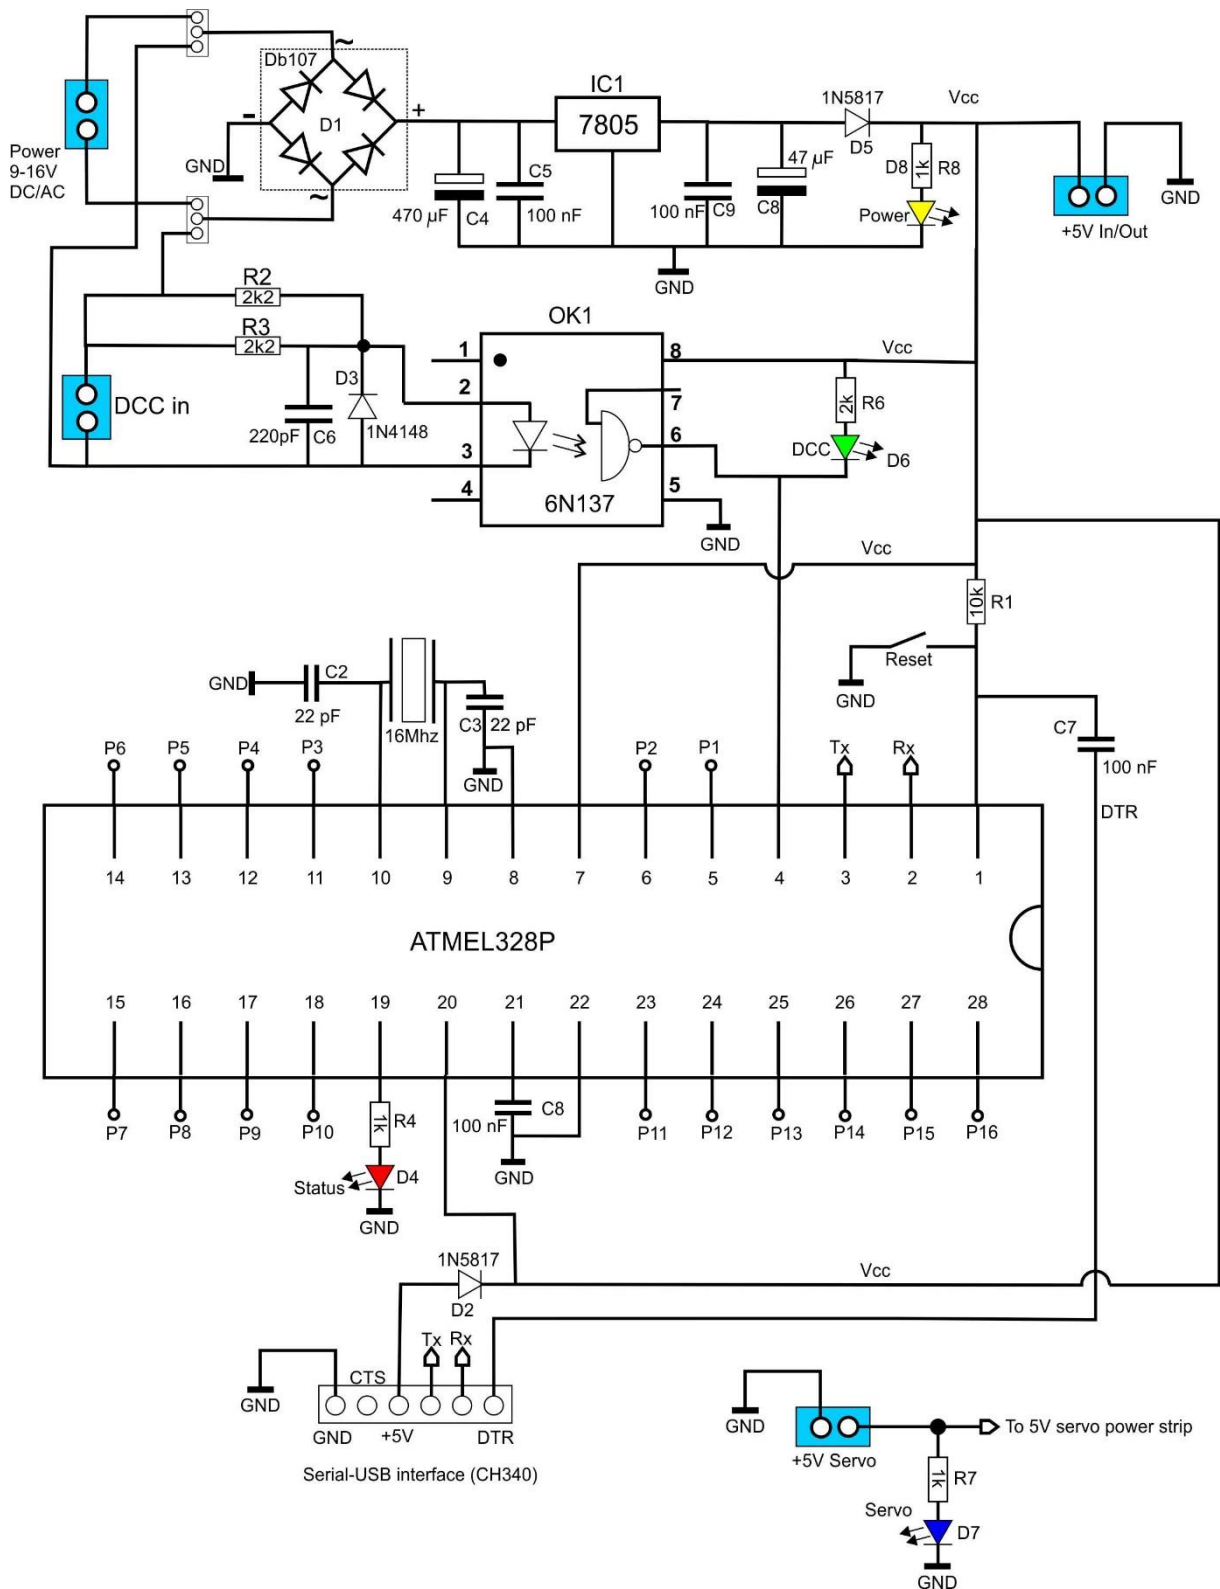 Db107
~
-
+
D1
~
GND
Power
9-16V
DC/AC
IC1
7805
1N5817
D5
Vcc
470 µF
C4
C5
100 nF
100 nF
C9
47 µF
C8
D8
1k
R8
Power
GND
+5V In/Out
GND
R2
2k2
R3
2k2
DCC in
220pF
C6
D3
1N4148
OK1
1
2
3
4
8
7
6
5
6N137
GND
Vcc
2k
R6
DCC
D6
Vcc
10k
R1
Reset
GND
GND
C2
22 pF
16Mhz
C3
22 pF
GND
C7
100 nF
DTR
P6
P5
P4
P3
P2
P1
Tx
Rx
14
13
12
11
10
9
8
7
6
5
4
3
2
1
ATMEL328P
15
16
17
18
19
20
21
22
23
24
25
26
27
28
P7
P8
P9
P10
1k
R4
Status
D4
GND
100 nF
C8
GND
P11
P12
P13
P14
P15
P16
1N5817
D2
Vcc
Tx
Rx
GND
CTS
GND
+5V
DTR
Serial-USB interface (CH340)
GND
+5V Servo
To 5V servo power strip
1k
R7
Servo
D7
GND